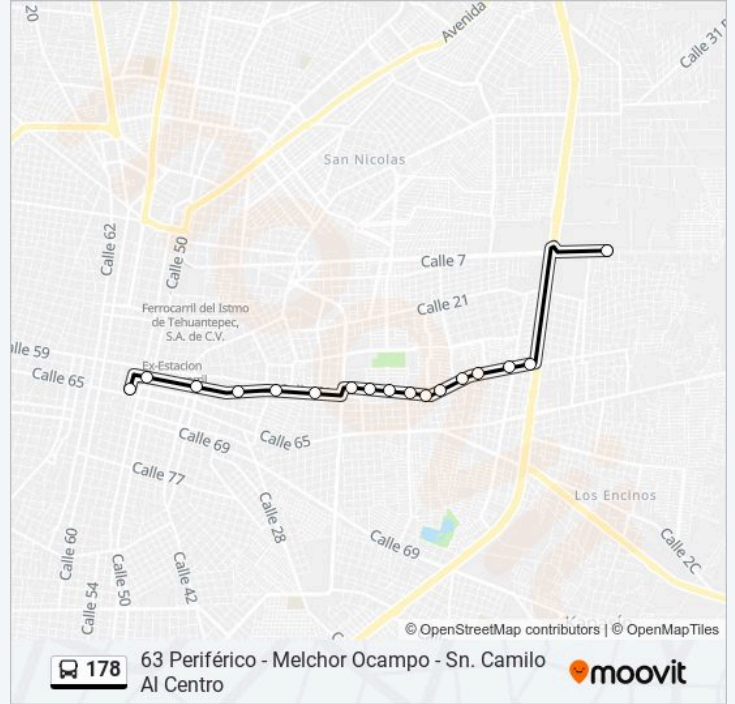 20
Avenida
Calle 31
San Nicolas
Calle 62
Calle 50
Calle 7
Calle 21
Ferrocarril del Istmo
de Tehuantepec,
S.A. de C.V.
Calle 65
Ex-Estacion
Calle 69
Calle 65
Calle 77
Los Encinos
Calle 28
Calle 69
Calle 2C
Calle 60
Calle 54
Calle 50
Calle 42
© OpenStreetMap contributors | © OpenMapTiles
178
63 Periférico - Melchor Ocampo - Sn. Camilo
Al Centro
moovit